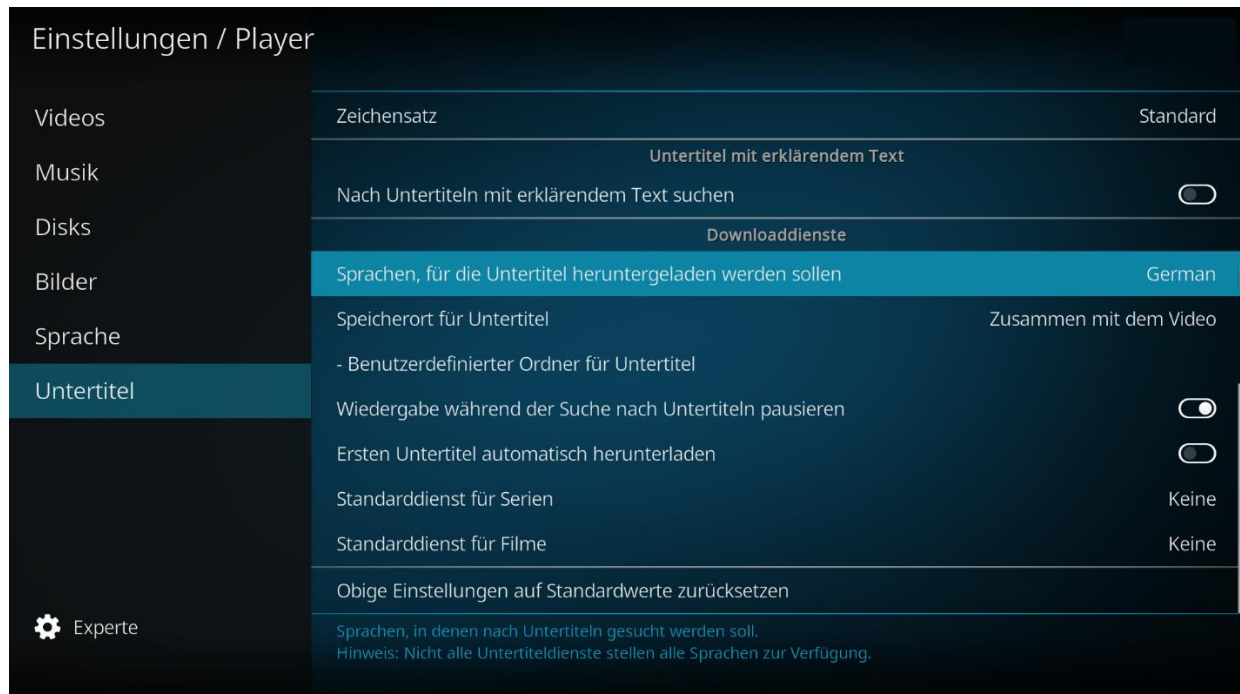 Einstellungen / Player
Videos
Musik
Disks
Bilder
Sprache
Untertitel
Experte
Zeichensatz Standard
Untertitel mit erklärendem Text
Nach Untertiteln mit erklärendem Text suchen
Downloaddienste
Sprachen, für die Untertitel heruntergeladen werden sollen German
Speicherort für Untertitel Zusammen mit dem Video
- Benutzerdefinierter Ordner für Untertitel
Wiedergabe während der Suche nach Untertiteln pausieren
Ersten Untertitel automatisch herunterladen
Standarddienst für Serien Keine
Standarddienst für Filme Keine
Obige Einstellungen auf Standardwerte zurücksetzen
Sprachen, in denen nach Untertiteln gesucht werden soll.
Hinweis: Nicht alle Untertiteldienste stellen alle Sprachen zur Verfügung.